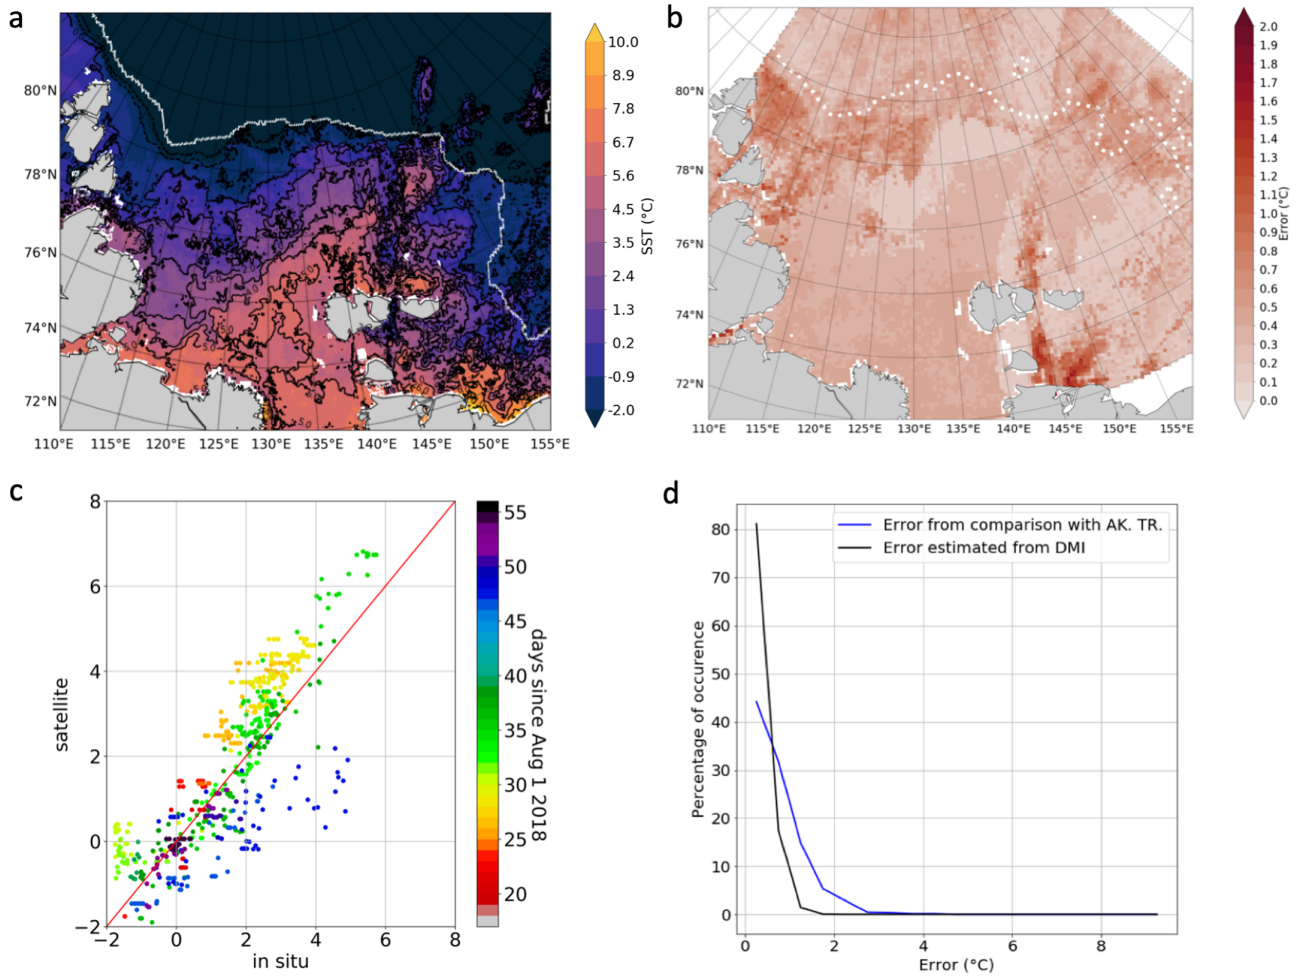 a
80°N
78°N
76°N
74°N
72°N
110°E 115°E 120°E 125°E 130°E 135°E 140°E 145°E 150°E 155°E
10.0
8.9
7.8
6.7
5.6
4.5
3.5
2.4
1.3
0.2
-0.9
-2.0
SST (°C)
b
80°N
78°N
76°N
74°N
72°N
110°E 115°E 120°E 125°E 130°E 135°E 140°E 145°E 150°E 155°E
2.0
1.9
1.8
1.7
1.6
1.5
1.4
1.3
1.2
1.1
1.0
0.9
0.8
0.7
0.6
0.5
0.4
0.3
0.2
0.1
0.0
Error (°C)
c
8
6
4
2
0
−2
−2 0 2 4 6 8
satellite
in situ
55
50
45
40
35
30
25
20
days since Aug 1 2018
d
Error from comparison with AK. TR.
Error estimated from DMI
80
70
60
50
40
30
20
10
0
0 2 4 6 8
Percentage of occurence
Error (°C)